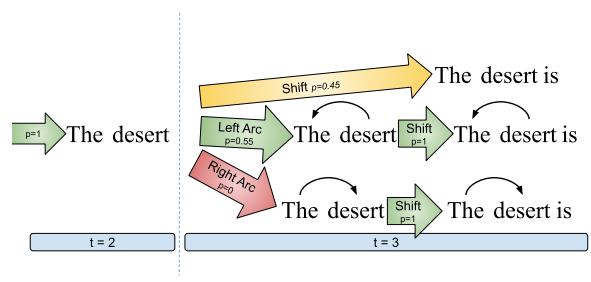 p=1
The desert
Shift p=0.45
The desert is
Left Arc
p=0.55
The desert
Shift
p=1
The desert is
Right Arc
p=0
The desert
Shift
p=1
The desert is
t = 2
t = 3